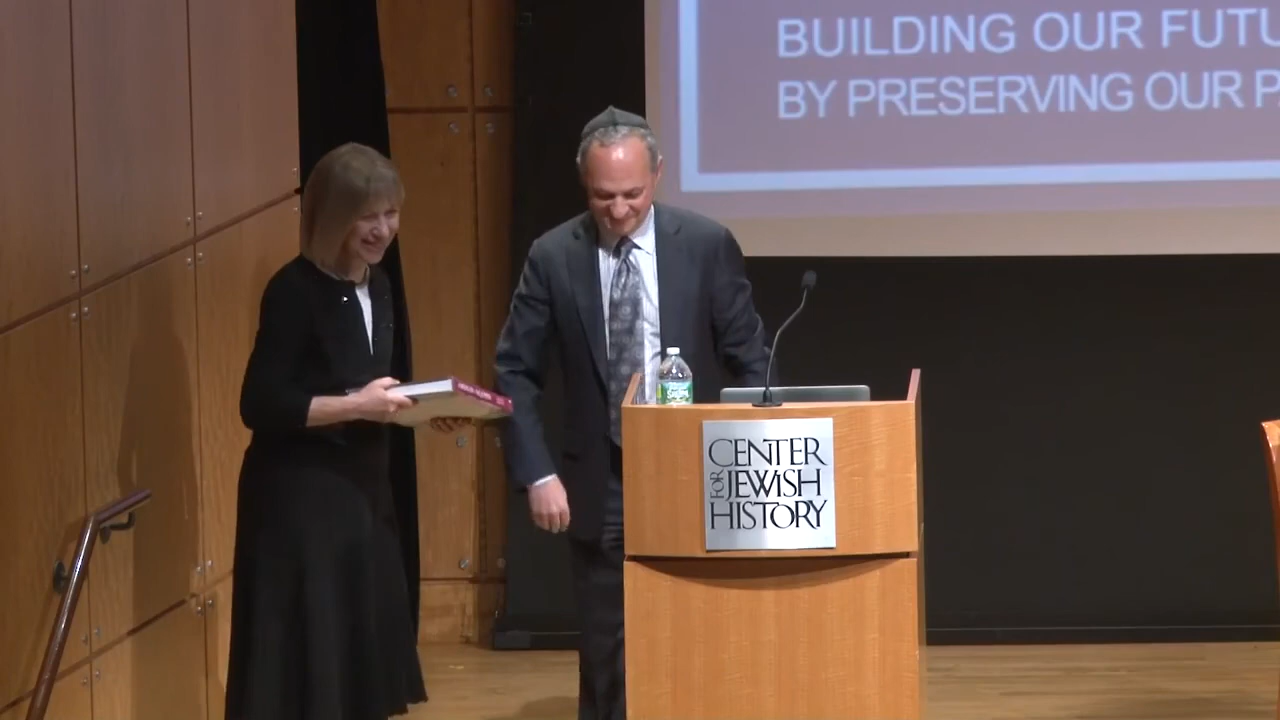 BUILDING OUR FUTU
BY PRESERVING OUR P
CENTER
FOR JEWISH
HISTORY